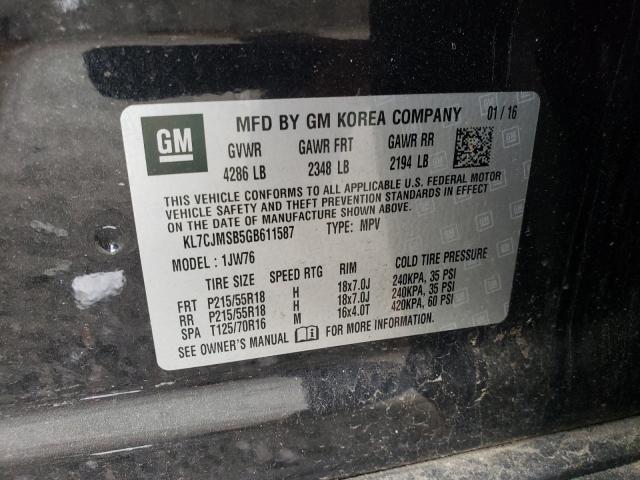 GM
MFD BY GM KOREA COMPANY 01 / 16
GVWR GAWR FRT GAWR RR
4286 LB 2348 LB 2194 LB
THIS VEHICLE CONFORMS TO ALL APPLICABLE U.S. FEDERAL MOTOR
VEHICLE SAFETY AND THEFT PREVENTION STANDARDS IN EFFECT
ON THE DATE OF MANUFACTURE SHOWN ABOVE.
KL7CJMSB5GB611587 TYPE: MPV
MODEL : 1JW76
TIRE SIZE SPEED RTG RIM COLD TIRE PRESSURE
FRT P215/55R18 H 18x7.0J 240KPA, 35 PSI
RR P215/55R18 H 18x7.0J 240KPA, 35 PSI
SPA T125/70R16 M 16x4.0T 420KPA, 60 PSI
SEE OWNER'S MANUAL FOR MORE INFORMATION.